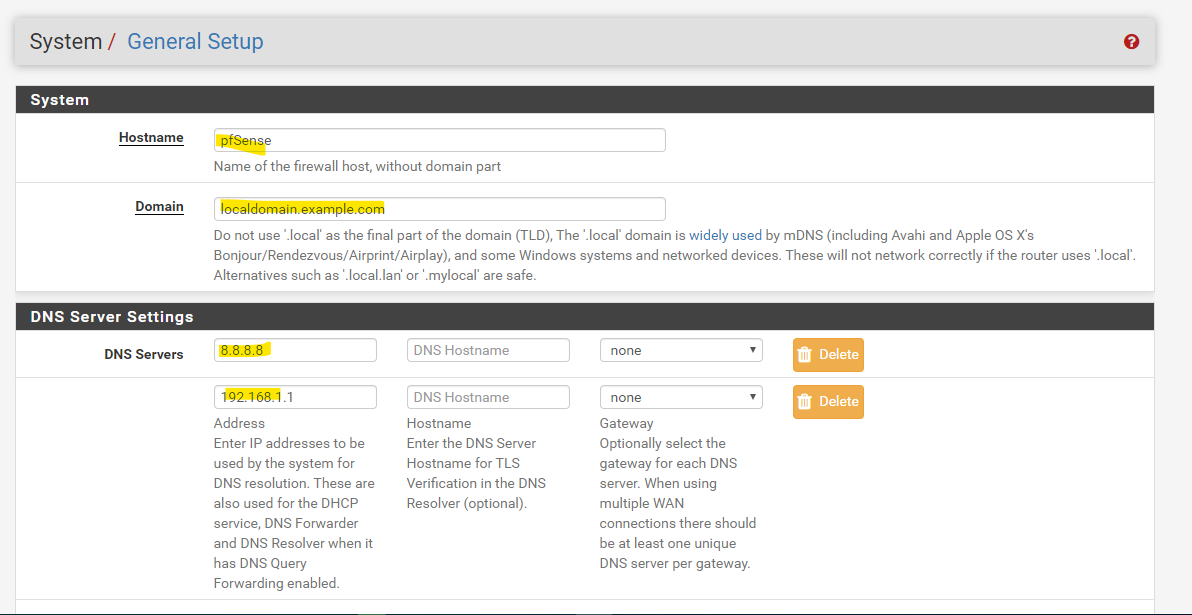 System / General Setup
System
Hostname
pfSense
Name of the firewall host, without domain part
Domain
localdomain.example.com
Do not use '.local' as the final part of the domain (TLD), The '.local' domain is widely used by mDNS (including Avahi and Apple OS X's
Bonjour/Rendezvous/Airprint/Airplay), and some Windows systems and networked devices. These will not network correctly if the router uses '.local'.
Alternatives such as '.local.lan' or '.mylocal' are safe.
DNS Server Settings
DNS Servers
8.8.8.8
DNS Hostname
none
Delete
192.168.1.1
DNS Hostname
none
Delete
Address
Enter IP addresses to be
used by the system for
DNS resolution. These are
also used for the DHCP
service, DNS Forwarder
and DNS Resolver when it
has DNS Query
Forwarding enabled.
Hostname
Enter the DNS Server
Hostname for TLS
Verification in the DNS
Resolver (optional).
Gateway
Optionally select the
gateway for each DNS
server. When using
multiple WAN
connections there should
be at least one unique
DNS server per gateway.